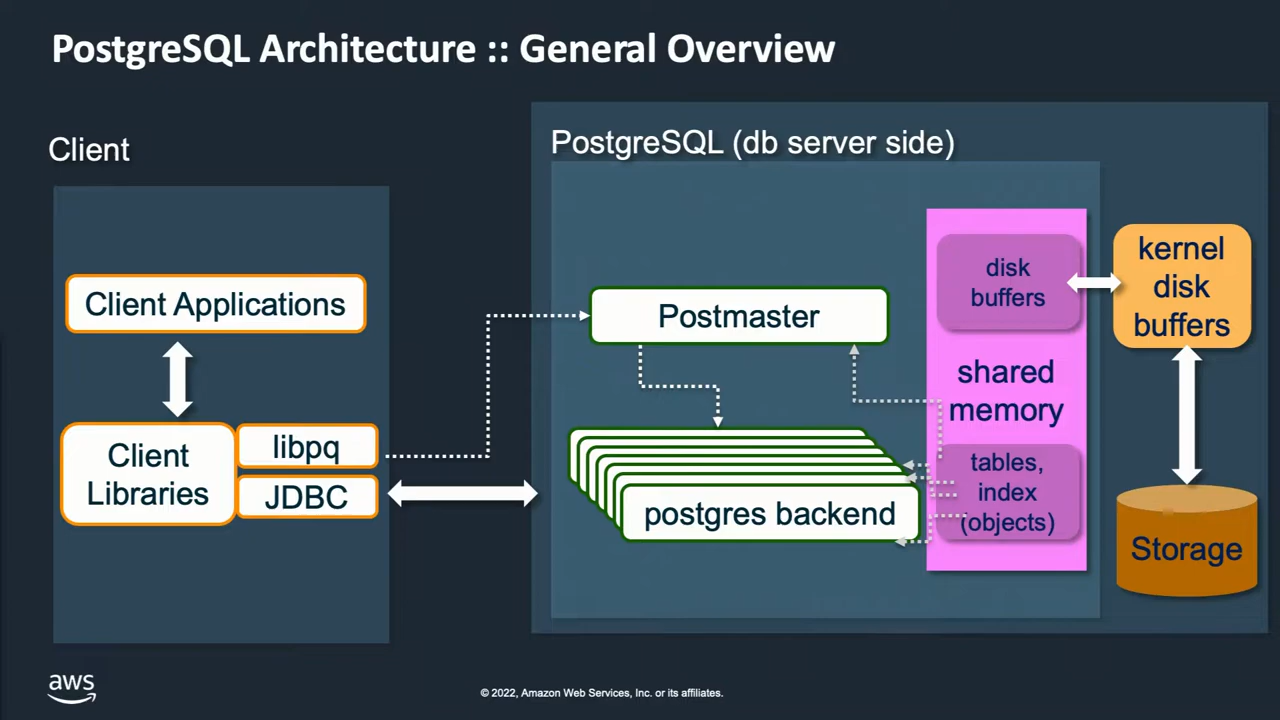 PostgreSQL Architecture :: General Overview
Client
Client Applications
Client
Libraries
libpq
JDBC
PostgreSQL (db server side)
Postmaster
postgres backend
disk
buffers
shared
memory
tables,
index
(objects)
kernel
disk
buffers
Storage
aws
© 2022, Amazon Web Services, Inc. or its affiliates.